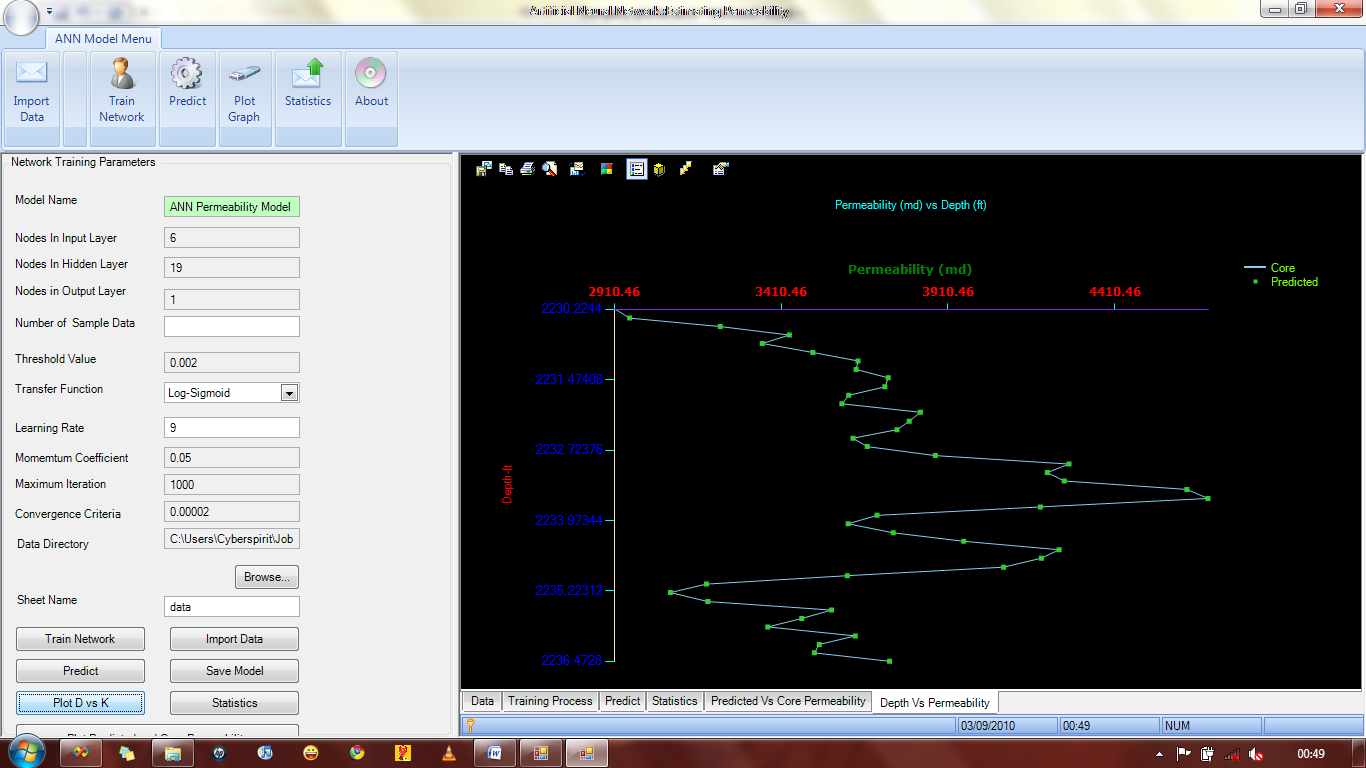 Artificial Neural Network-Estimating Permeability
ANN Model Menu
Import Data
Train Network
Predict
Plot Graph
Statistics
About
Network Training Parameters
Model Name ANN Permeability Model
Nodes In Input Layer 6
Nodes In Hidden Layer 19
Nodes in Output Layer 1
Number of Sample Data
Threshold Value 0.002
Transfer Function Log-Sigmoid
Learning Rate 9
Momemtum Coefficient 0.05
Maximum Iteration 1000
Convergence Criteria 0.00002
Data Directory C:\Users\Cyberspirit\Job
Browse...
Sheet Name data
Train Network Import Data
Predict Save Model
Plot D vs K Statistics
Permeability (md) vs Depth (ft)
Permeability (md)
2910.46 3410.46 3910.46 4410.46
Core
Predicted
2230.2244
2231.47408
2232.72376
2233.97344
2235.22312
2236.4728
Depth-ft
Data Training Process Predict Statistics Predicted Vs Core Permeability Depth Vs Permeability
03/09/2010 00:49 NUM
00:49